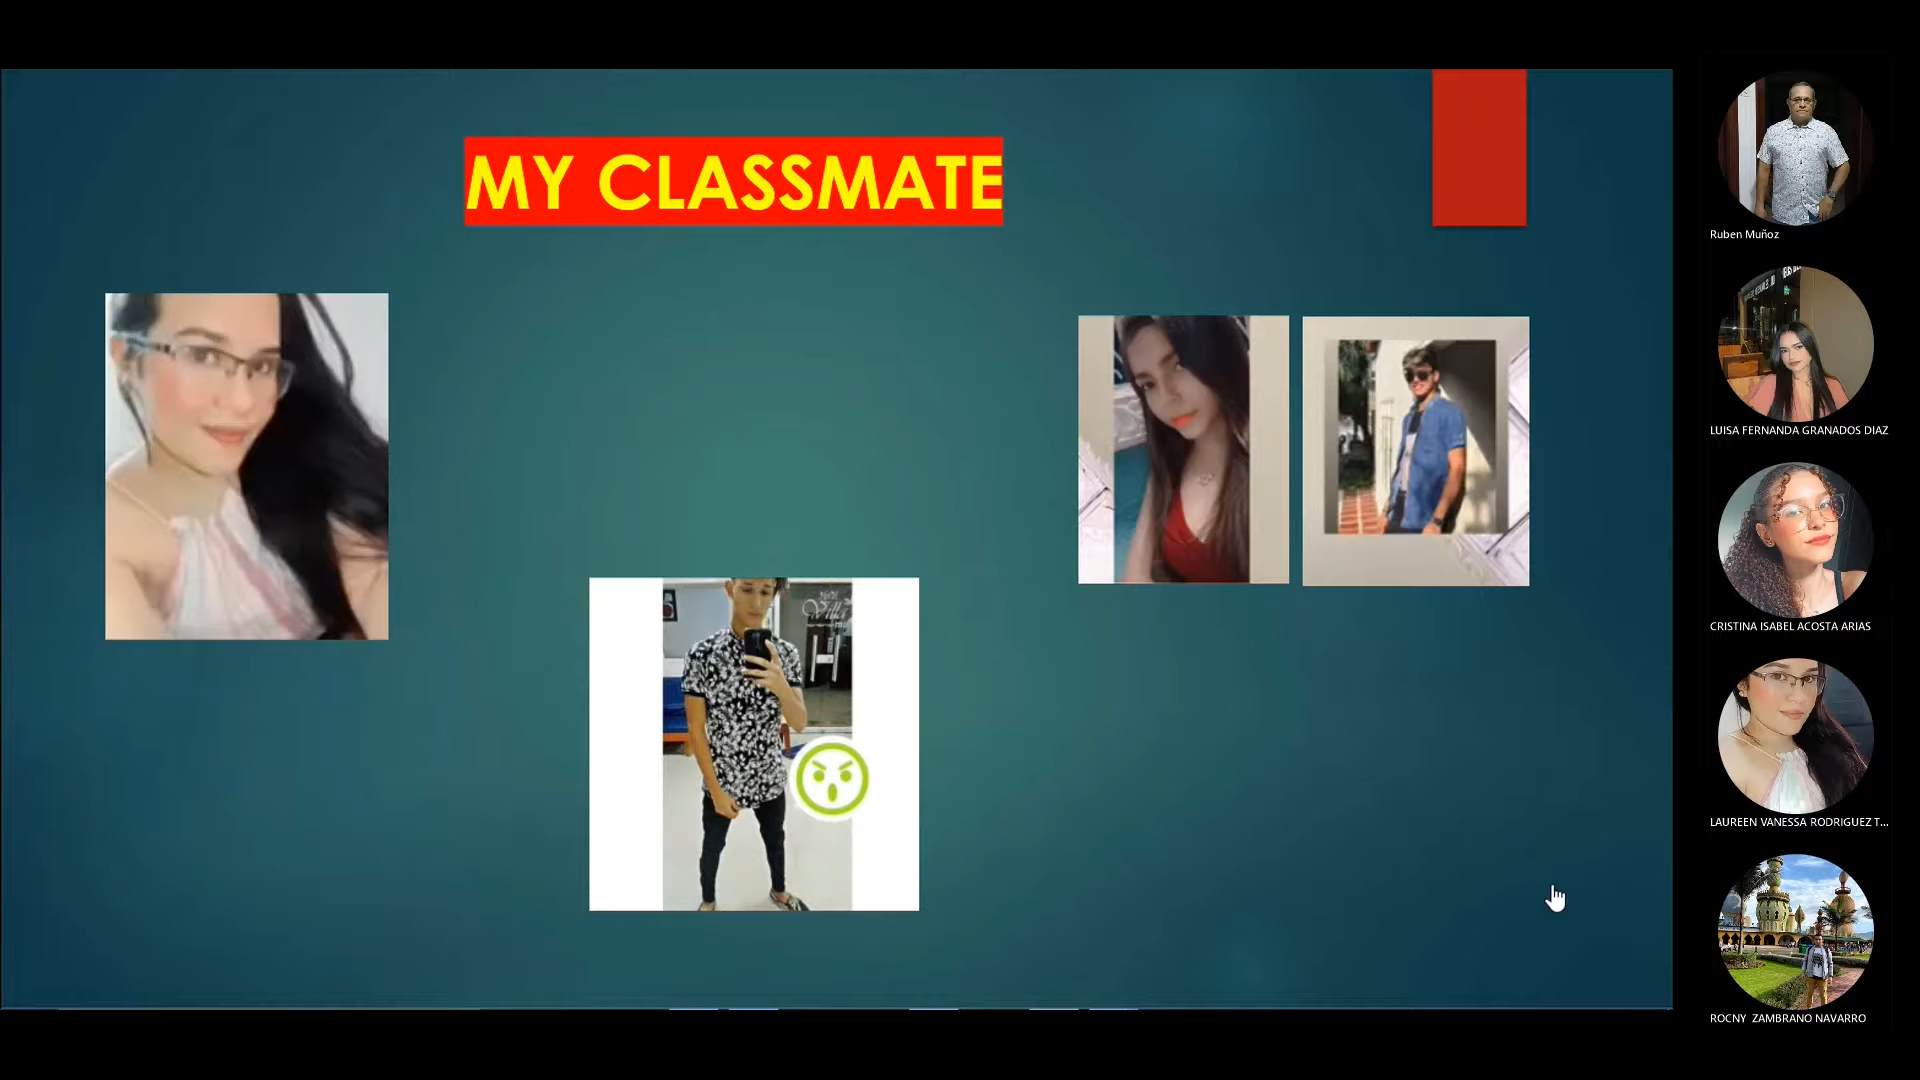 MY CLASSMATE
Ruben Muñoz
LUISA FERNANDA GRANADOS DIAZ
CRISTINA ISABEL ACOSTA ARIAS
LAUREEN VANESSA RODRIGUEZ T...
ROCNY ZAMBRANO NAVARRO